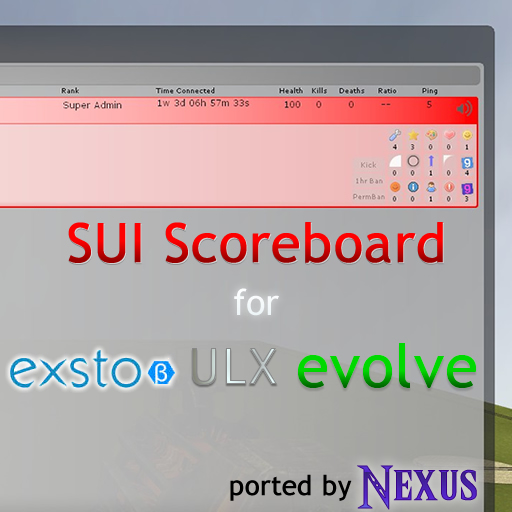 Rank Time Connected Health Kills Deaths Ratio Ping
Super Admin 1w 3d 06h 57m 33s 100 0 0 -- 5
4 3 0 0 1
Kick
0 0 1 0 4
1hr Ban
PermBan 0 0 1 0 3
SUI Scoreboard
for
exsto β ULX evolve
ported by NEXUS